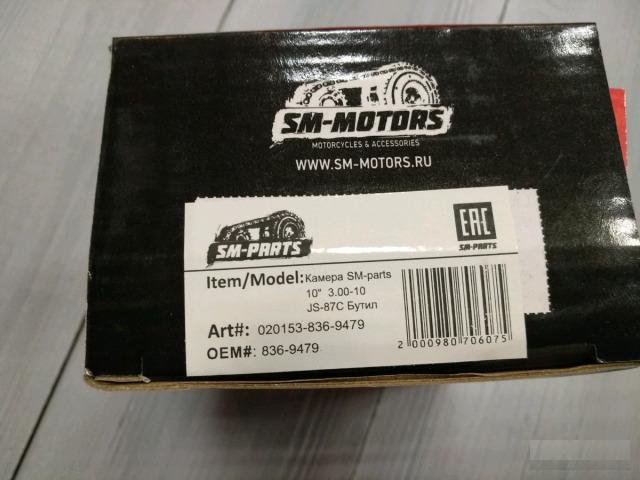 SM-MOTORS
MOTORCYCLES & ACCESSORIES
WWW.SM-MOTORS.RU
SM-PARTS
EAC
SM-PARTS
Item/Model: Камера SM-parts
10" 3.00-10
JS-87C Бутил
Art#: 020153-836-9479
OEM#: 836-9479
2 000980 706075